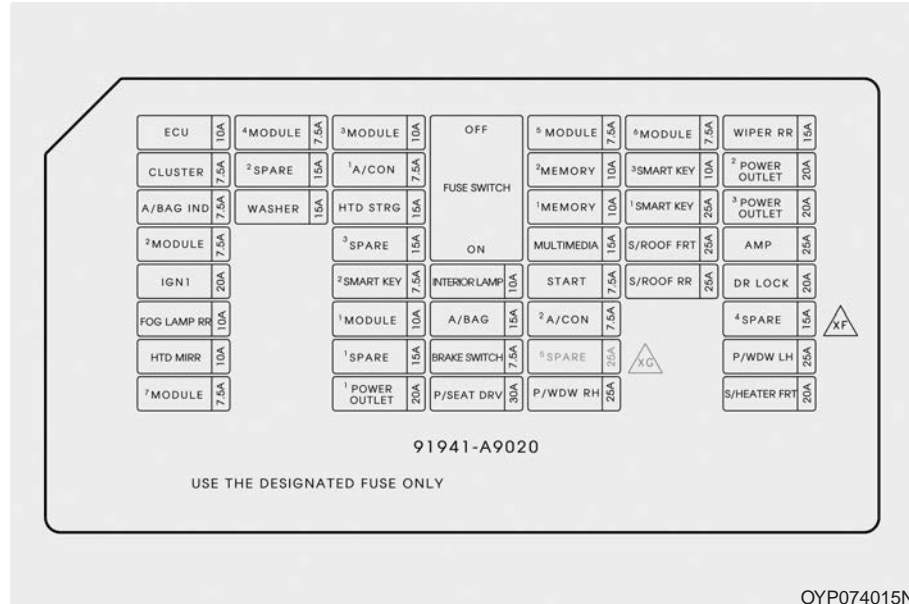 ECU 10A 4MODULE 7.5A 3MODULE 10A OFF 5 MODULE 7.5A 6MODULE 7.5A WIPER RR 15A
CLUSTER 7.5A 2SPARE 15A 1A/CON 7.5A FUSE SWITCH 2MEMORY 10A 3SMART KEY 10A 2 POWER OUTLET 20A
A/BAG IND 7.5A WASHER 15A HTD STRG 15A 1MEMORY 10A 1SMART KEY 25A 3 POWER OUTLET 20A
2MODULE 7.5A 3SPARE 15A ON MULTIMEDIA 15A S/ROOF FRT 25A AMP 25A
IGN1 20A 2SMART KEY 7.5A INTERIOR LAMP 10A START 7.5A S/ROOF RR 25A DR LOCK 20A
FOG LAMP RR 10A 1MODULE 10A A/BAG 15A 2A/CON 7.5A 4SPARE 15A XF
HTD MIRR 10A 1SPARE 15A BRAKE SWITCH 7.5A 5SPARE 25A XG P/WDW LH 25A
7MODULE 7.5A 1 POWER OUTLET 20A P/SEAT DRV 30A P/WDW RH 25A S/HEATER FRT 20A
91941-A9020
USE THE DESIGNATED FUSE ONLY
OYP074015N